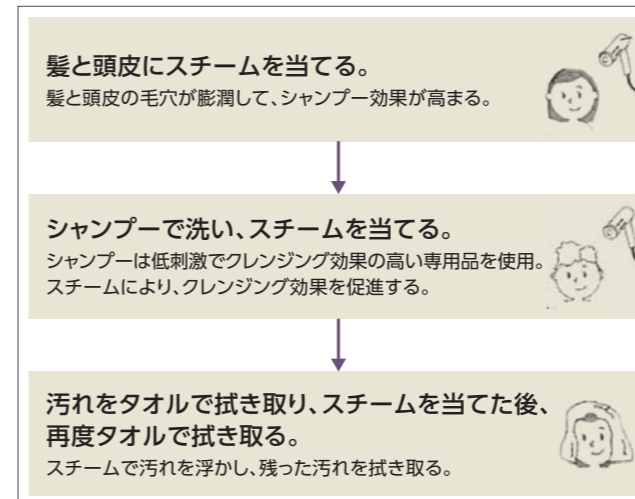 髪と頭皮にスチームを当てる。
髪と頭皮の毛穴が膨潤して、シャンプー効果が高まる。
シャンプーで洗い、スチームを当てる。
シャンプーは低刺激でクレンジング効果の高い専用品を使用。
スチームにより、クレンジング効果を促進する。
汚れをタオルで拭き取り、スチームを当てた後、
再度タオルで拭き取る。
スチームで汚れを浮かし、残った汚れを拭き取る。